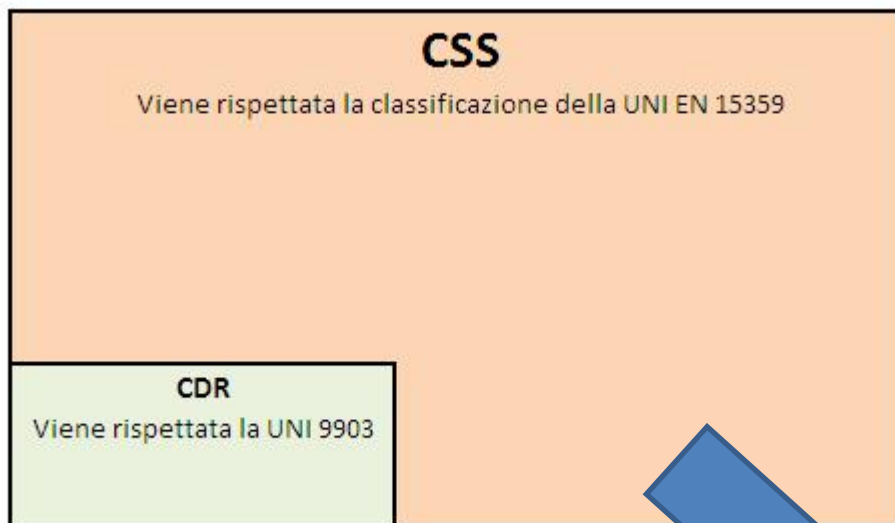 CSS
Viene rispettata la classificazione della UNI EN 15359
CDR
Viene rispettata la UNI 9903